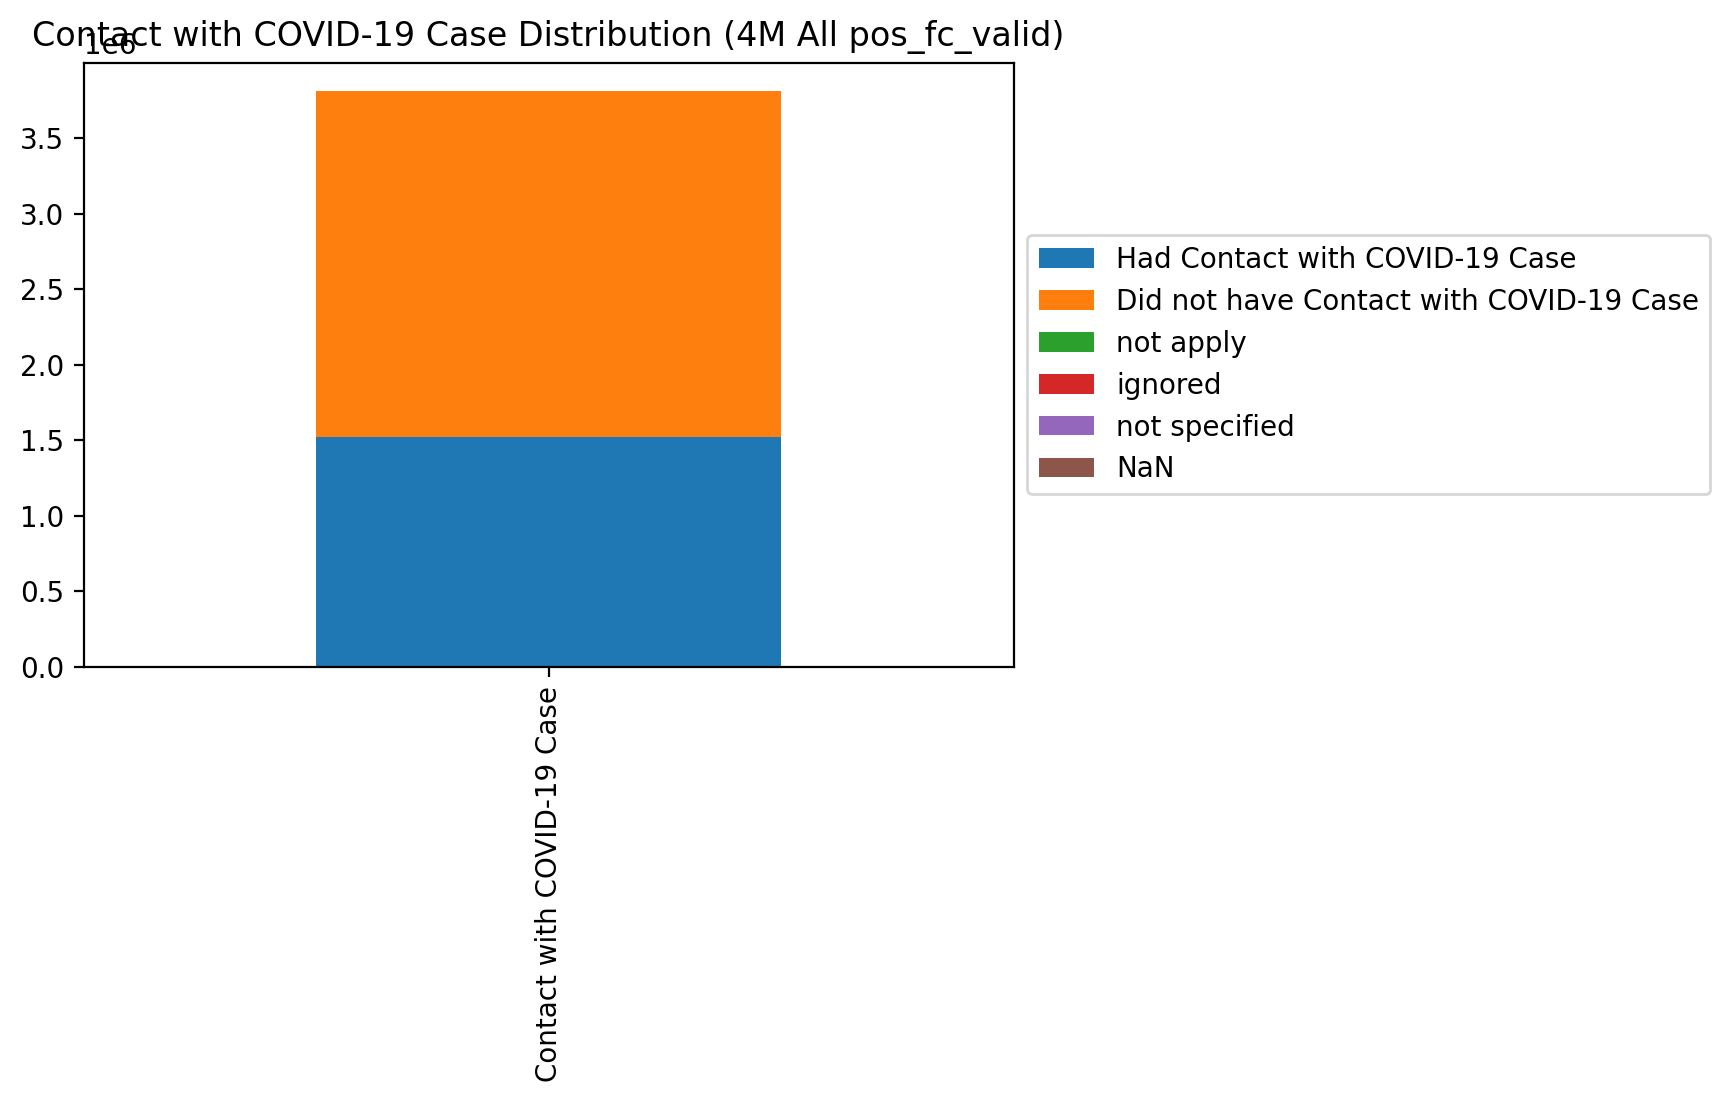 Contact with COVID-19 Case Distribution (4M All pos_fc_valid)
1e6
3.5
3.0
2.5
2.0
1.5
1.0
0.5
0.0
Contact with COVID-19 Case
Had Contact with COVID-19 Case
Did not have Contact with COVID-19 Case
not apply
ignored
not specified
NaN